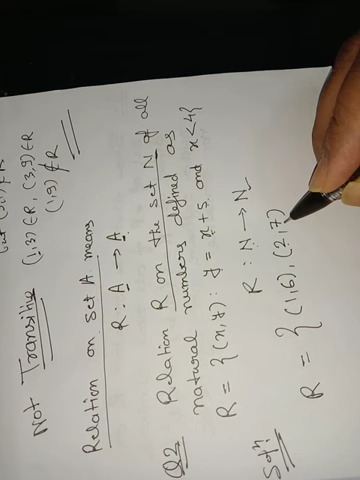 Not Transitive (1,3) ∈ R, (3,9) ∈ R
(1,9) ∉ R
Relation on set A means
R : A → A
Q2 Relation R on the set N of all
natural numbers defined as
R = {(x,y) : y = x+5 and x<4}
R : N → N
Solⁿ:
R = { (1,6), (2,7)